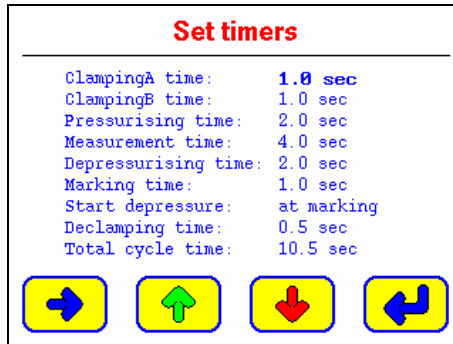 Set timers
ClampingA time: 1.0 sec
ClampingB time: 1.0 sec
Pressurising time: 2.0 sec
Measurement time: 4.0 sec
Depressurising time: 2.0 sec
Marking time: 1.0 sec
Start depressure: at marking
Declamping time: 0.5 sec
Total cycle time: 10.5 sec